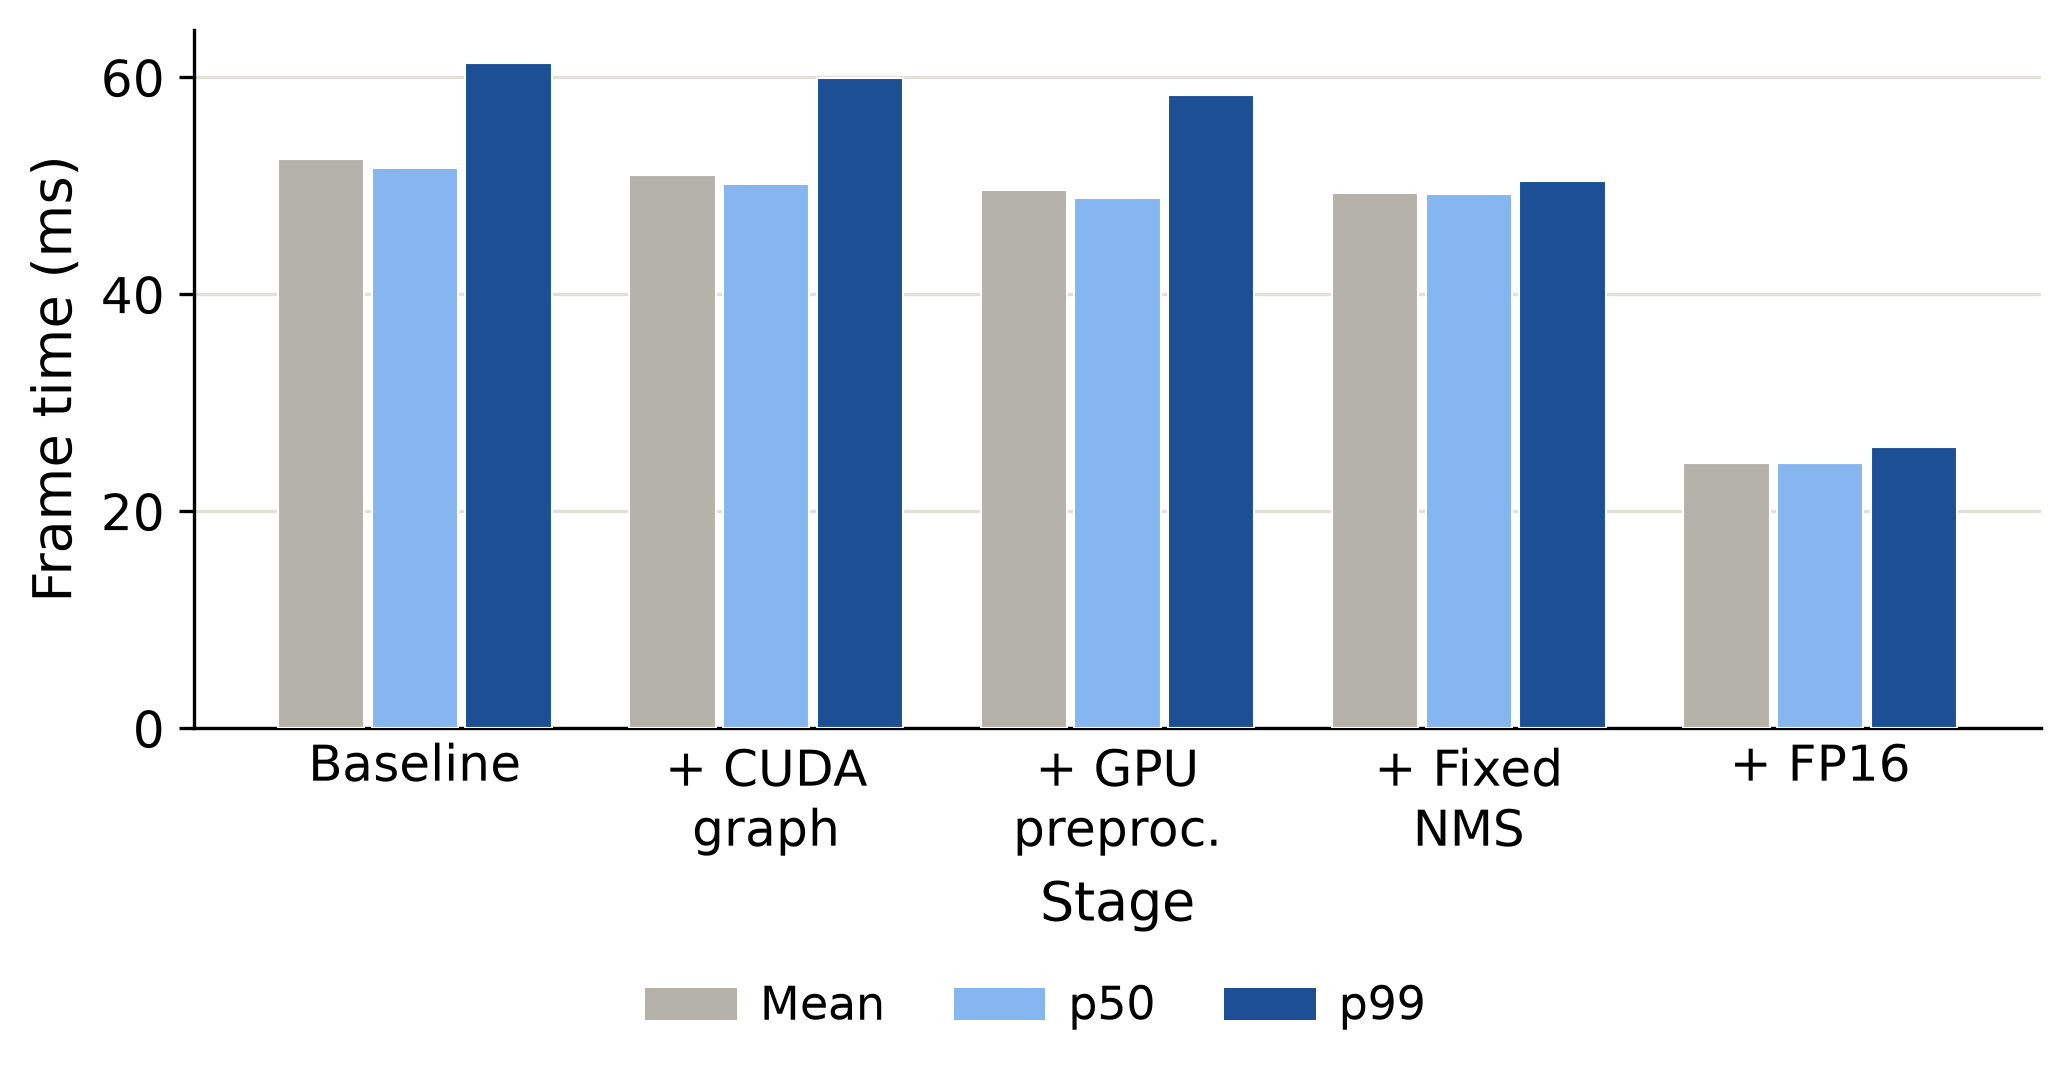 Frame time (ms)
60
40
20
0
Baseline
+ CUDA
graph
+ GPU
preproc.
+ Fixed
NMS
+ FP16
Stage
Mean
p50
p99